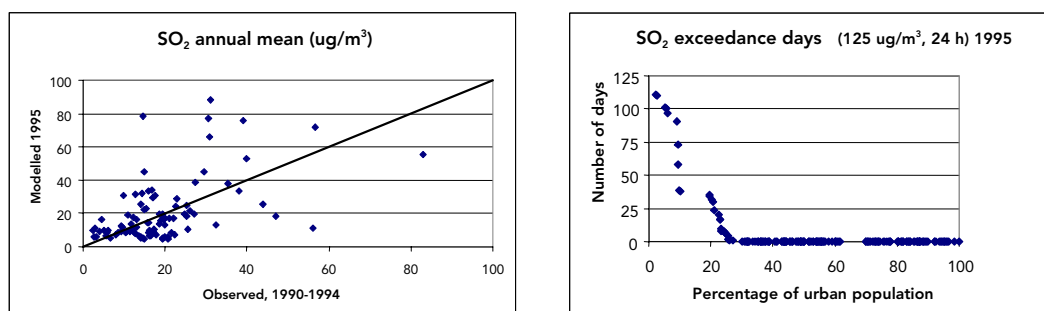 SO₂ annual mean (ug/m³)
Modelled 1995
100
80
60
40
20
0
0 20 40 60 80 100
Observed, 1990-1994
SO₂ exceedance days (125 ug/m³, 24 h) 1995
Number of days
125
100
75
50
25
0
0 20 40 60 80 100
Percentage of urban population